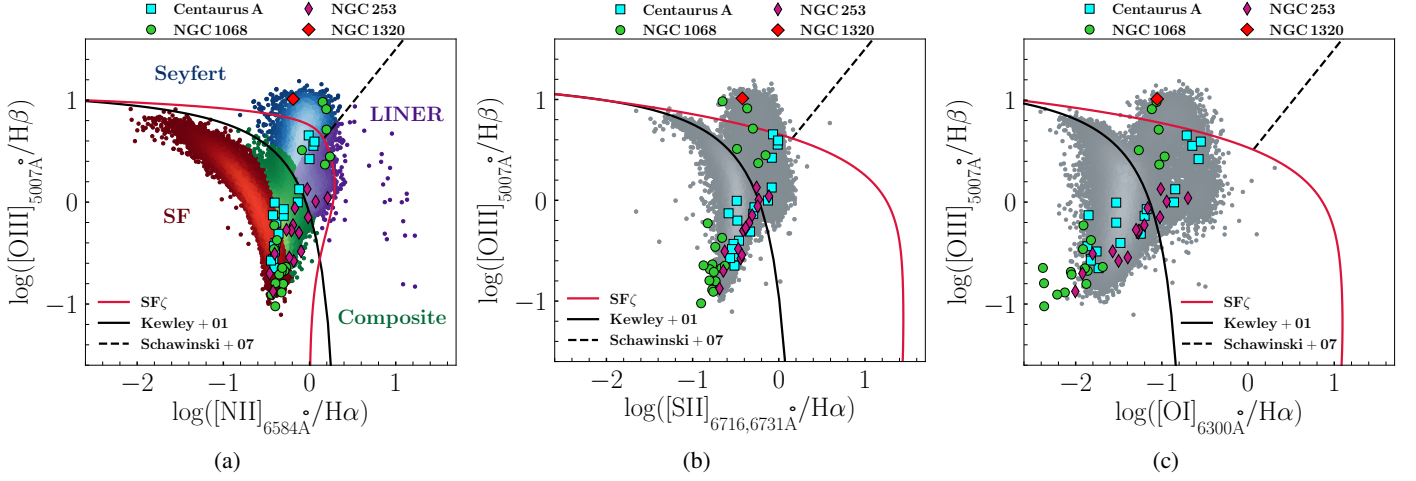 Centaurus A NGC 253
NGC 1068 NGC 1320
Seyfert
LINER
SF
Composite
SFζ
Kewley + 01
Schawinski + 07
1
0
−1
−2 −1 0 1
log([OIII]5007Å/Hβ)
log([NII]6584Å/Hα)
(a)
Centaurus A NGC 253
NGC 1068 NGC 1320
SFζ
Kewley + 01
Schawinski + 07
1
0
−1
−2 −1 0 1
log([OIII]5007Å/Hβ)
log([SII]6716,6731Å/Hα)
(b)
Centaurus A NGC 253
NGC 1068 NGC 1320
SFζ
Kewley + 01
Schawinski + 07
1
0
−1
−2 −1 0 1
log([OIII]5007Å/Hβ)
log([OI]6300Å/Hα)
(c)